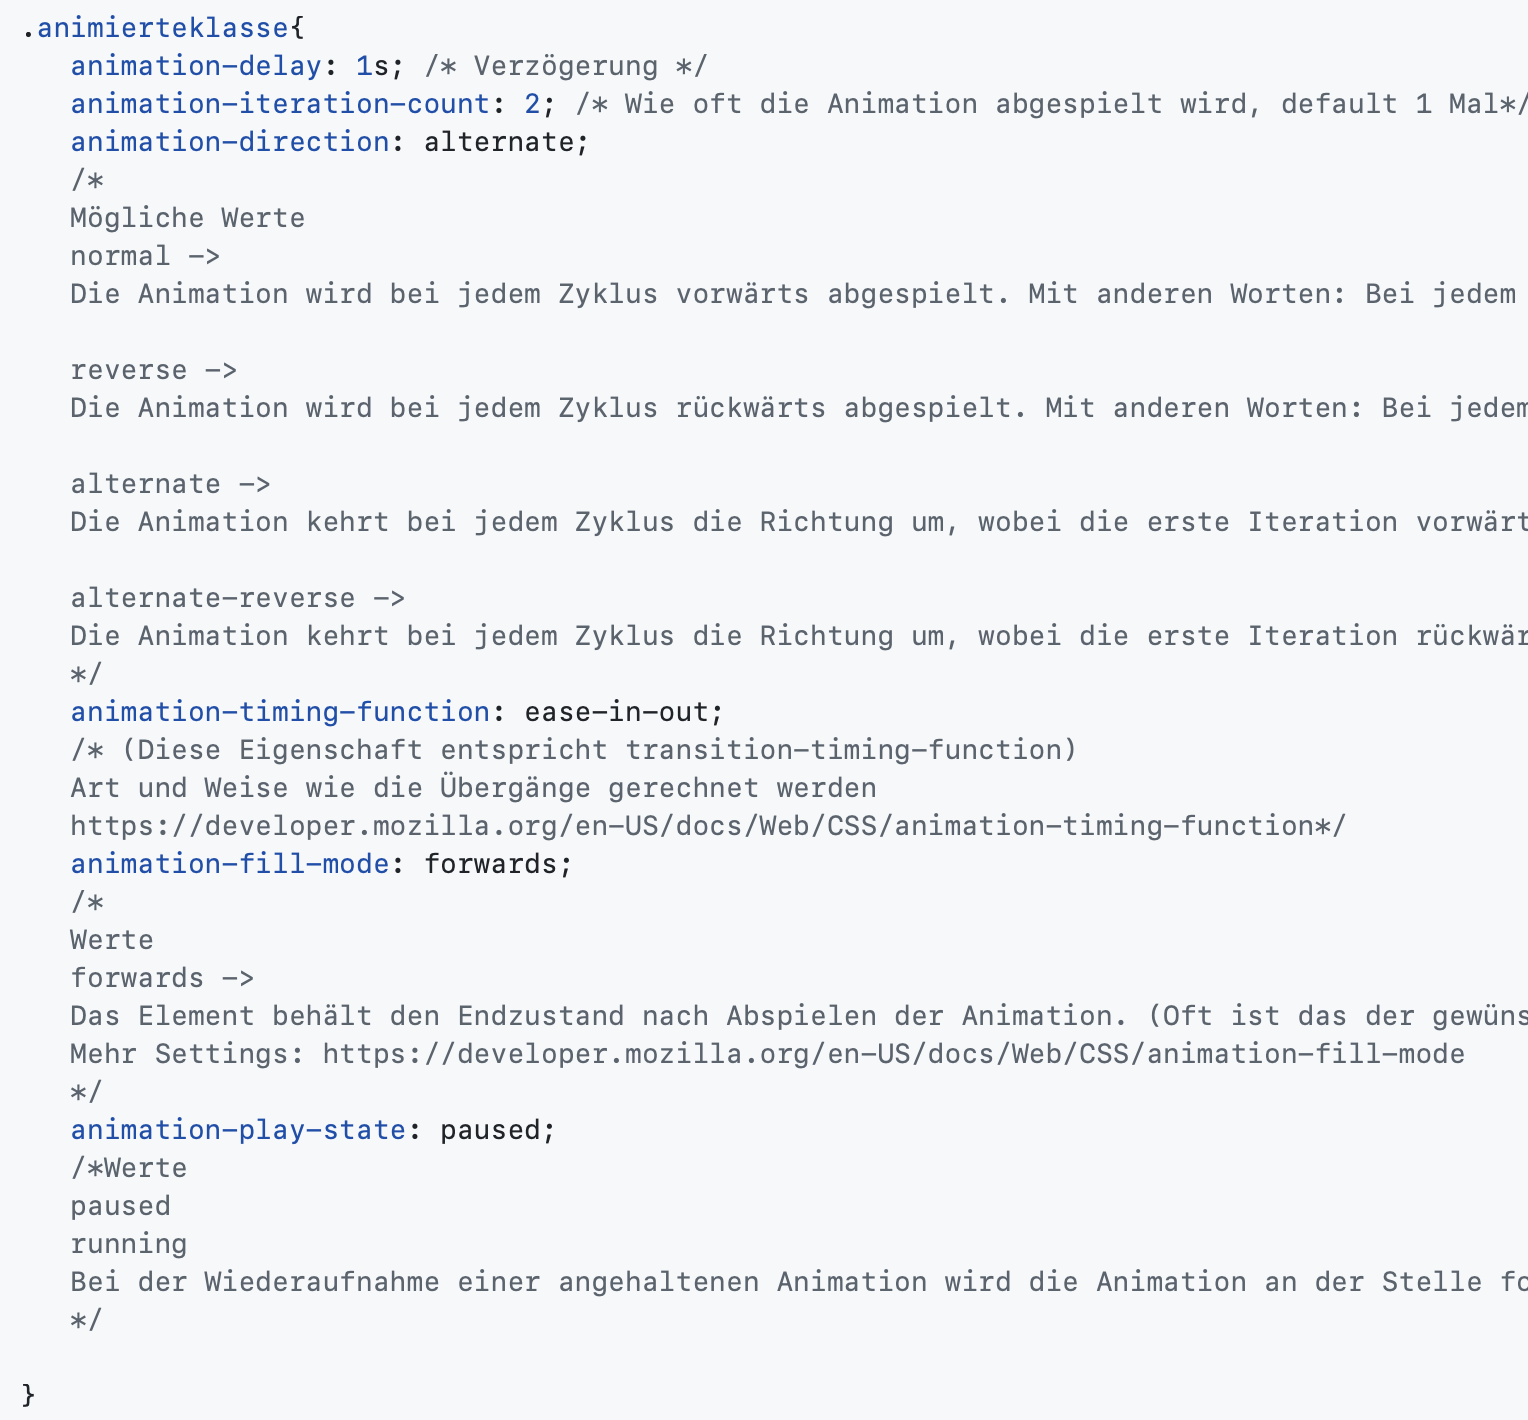 .animierteklasse{
animation-delay: 1s; /* Verzögerung */
animation-iteration-count: 2; /* Wie oft die Animation abgespielt wird, default 1 Mal*/
animation-direction: alternate;
/*
Mögliche Werte
normal ->
Die Animation wird bei jedem Zyklus vorwärts abgespielt. Mit anderen Worten: Bei jedem
reverse ->
Die Animation wird bei jedem Zyklus rückwärts abgespielt. Mit anderen Worten: Bei jedem
alternate ->
Die Animation kehrt bei jedem Zyklus die Richtung um, wobei die erste Iteration vorwärt
alternate-reverse ->
Die Animation kehrt bei jedem Zyklus die Richtung um, wobei die erste Iteration rückwär
*/
animation-timing-function: ease-in-out;
/* (Diese Eigenschaft entspricht transition-timing-function)
Art und Weise wie die Übergänge gerechnet werden
https://developer.mozilla.org/en-US/docs/Web/CSS/animation-timing-function*/
animation-fill-mode: forwards;
/*
Werte
forwards ->
Das Element behält den Endzustand nach Abspielen der Animation. (Oft ist das der gewüns
Mehr Settings: https://developer.mozilla.org/en-US/docs/Web/CSS/animation-fill-mode
*/
animation-play-state: paused;
/*Werte
paused
running
Bei der Wiederaufnahme einer angehaltenen Animation wird die Animation an der Stelle fo
*/
}